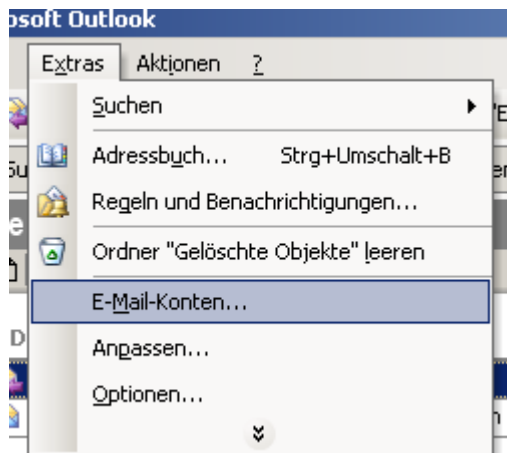 osoft Outlook
Extras Aktionen ?
Suchen
Adressbuch... Strg+Umschalt+B
Regeln und Benachrichtigungen...
Ordner "Gelöschte Objekte" leeren
E-Mail-Konten...
Anpassen...
Optionen...